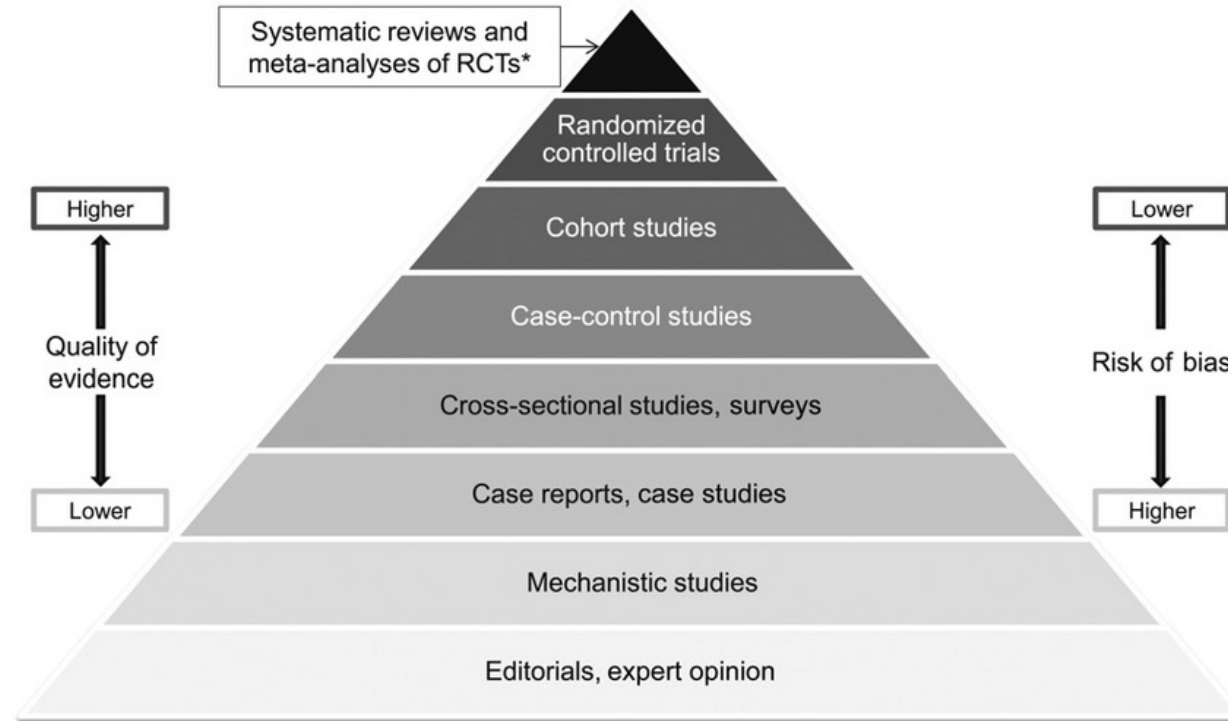 Systematic reviews and
meta-analyses of RCTs*
Randomized
controlled trials
Higher
Lower
Cohort studies
Case-control studies
Quality of
evidence
Risk of bias
Cross-sectional studies, surveys
Case reports, case studies
Lower
Higher
Mechanistic studies
Editorials, expert opinion